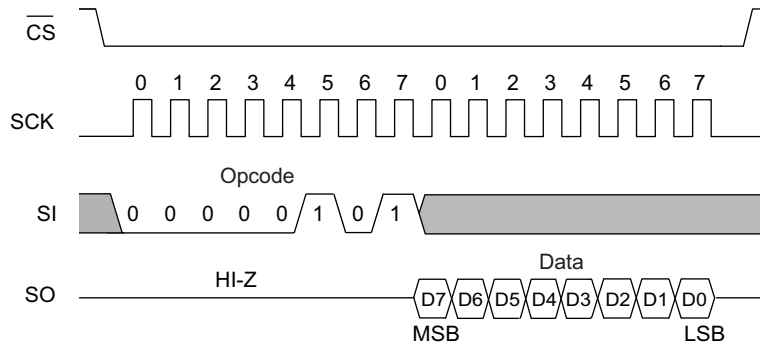 CS
0 1 2 3 4 5 6 7 0 1 2 3 4 5 6 7
SCK
Opcode
SI 0 0 0 0 0 1 0 1
Data
HI-Z
SO D7 D6 D5 D4 D3 D2 D1 D0
MSB LSB